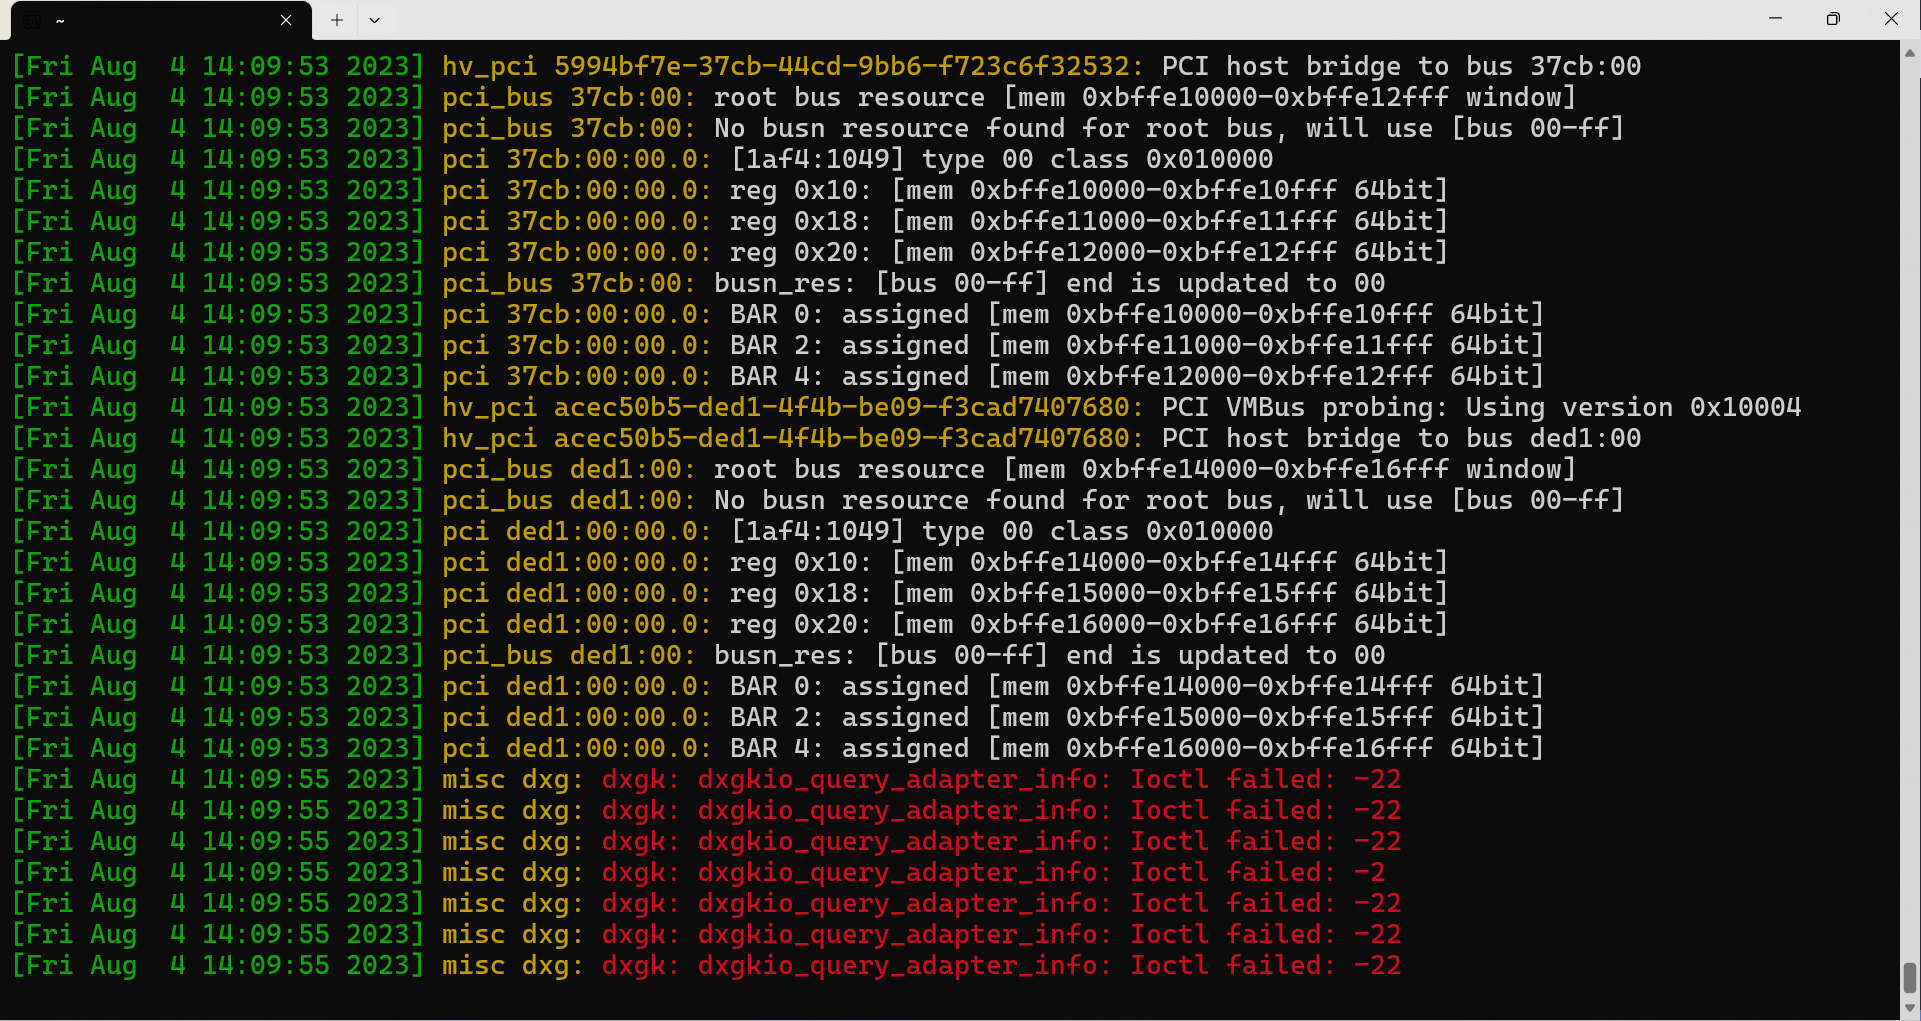 ~
[Fri Aug  4 14:09:53 2023] hv_pci 5994bf7e-37cb-44cd-9bb6-f723c6f32532: PCI host bridge to bus 37cb:00
[Fri Aug  4 14:09:53 2023] pci_bus 37cb:00: root bus resource [mem 0xbffe10000-0xbffe12fff window]
[Fri Aug  4 14:09:53 2023] pci_bus 37cb:00: No busn resource found for root bus, will use [bus 00-ff]
[Fri Aug  4 14:09:53 2023] pci 37cb:00:00.0: [1af4:1049] type 00 class 0x010000
[Fri Aug  4 14:09:53 2023] pci 37cb:00:00.0: reg 0x10: [mem 0xbffe10000-0xbffe10fff 64bit]
[Fri Aug  4 14:09:53 2023] pci 37cb:00:00.0: reg 0x18: [mem 0xbffe11000-0xbffe11fff 64bit]
[Fri Aug  4 14:09:53 2023] pci 37cb:00:00.0: reg 0x20: [mem 0xbffe12000-0xbffe12fff 64bit]
[Fri Aug  4 14:09:53 2023] pci_bus 37cb:00: busn_res: [bus 00-ff] end is updated to 00
[Fri Aug  4 14:09:53 2023] pci 37cb:00:00.0: BAR 0: assigned [mem 0xbffe10000-0xbffe10fff 64bit]
[Fri Aug  4 14:09:53 2023] pci 37cb:00:00.0: BAR 2: assigned [mem 0xbffe11000-0xbffe11fff 64bit]
[Fri Aug  4 14:09:53 2023] pci 37cb:00:00.0: BAR 4: assigned [mem 0xbffe12000-0xbffe12fff 64bit]
[Fri Aug  4 14:09:53 2023] hv_pci acec50b5-ded1-4f4b-be09-f3cad7407680: PCI VMBus probing: Using version 0x10004
[Fri Aug  4 14:09:53 2023] hv_pci acec50b5-ded1-4f4b-be09-f3cad7407680: PCI host bridge to bus ded1:00
[Fri Aug  4 14:09:53 2023] pci_bus ded1:00: root bus resource [mem 0xbffe14000-0xbffe16fff window]
[Fri Aug  4 14:09:53 2023] pci_bus ded1:00: No busn resource found for root bus, will use [bus 00-ff]
[Fri Aug  4 14:09:53 2023] pci ded1:00:00.0: [1af4:1049] type 00 class 0x010000
[Fri Aug  4 14:09:53 2023] pci ded1:00:00.0: reg 0x10: [mem 0xbffe14000-0xbffe14fff 64bit]
[Fri Aug  4 14:09:53 2023] pci ded1:00:00.0: reg 0x18: [mem 0xbffe15000-0xbffe15fff 64bit]
[Fri Aug  4 14:09:53 2023] pci ded1:00:00.0: reg 0x20: [mem 0xbffe16000-0xbffe16fff 64bit]
[Fri Aug  4 14:09:53 2023] pci_bus ded1:00: busn_res: [bus 00-ff] end is updated to 00
[Fri Aug  4 14:09:53 2023] pci ded1:00:00.0: BAR 0: assigned [mem 0xbffe14000-0xbffe14fff 64bit]
[Fri Aug  4 14:09:53 2023] pci ded1:00:00.0: BAR 2: assigned [mem 0xbffe15000-0xbffe15fff 64bit]
[Fri Aug  4 14:09:53 2023] pci ded1:00:00.0: BAR 4: assigned [mem 0xbffe16000-0xbffe16fff 64bit]
[Fri Aug  4 14:09:55 2023] misc dxg: dxgk: dxgkio_query_adapter_info: Ioctl failed: -22
[Fri Aug  4 14:09:55 2023] misc dxg: dxgk: dxgkio_query_adapter_info: Ioctl failed: -22
[Fri Aug  4 14:09:55 2023] misc dxg: dxgk: dxgkio_query_adapter_info: Ioctl failed: -22
[Fri Aug  4 14:09:55 2023] misc dxg: dxgk: dxgkio_query_adapter_info: Ioctl failed: -2
[Fri Aug  4 14:09:55 2023] misc dxg: dxgk: dxgkio_query_adapter_info: Ioctl failed: -22
[Fri Aug  4 14:09:55 2023] misc dxg: dxgk: dxgkio_query_adapter_info: Ioctl failed: -22
[Fri Aug  4 14:09:55 2023] misc dxg: dxgk: dxgkio_query_adapter_info: Ioctl failed: -22